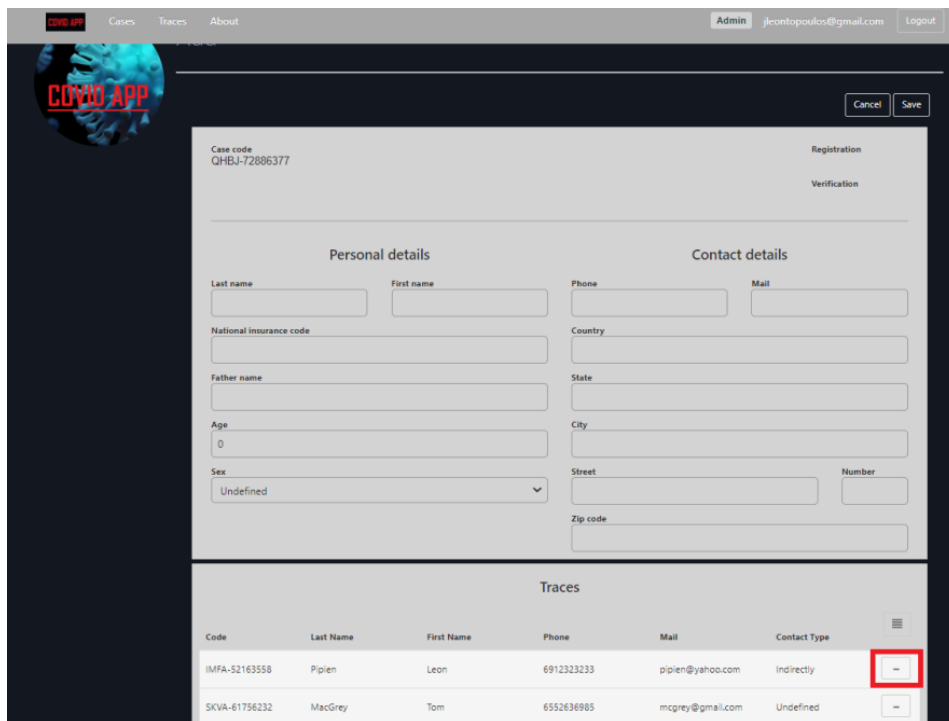 COVID APP Cases Traces About Admin jleontopoulos@gmail.com Logout
COVID APP
Cancel Save
Case code Registration
QHBJ-72886377
Verification
Personal details Contact details
Last name First name Phone Mail
National insurance code Country
Father name State
Age City
0
Sex Street Number
Undefined
Zip code
Traces
Code Last Name First Name Phone Mail Contact Type
IMFA-52163558 Pipien Leon 6912323233 pipien@yahoo.com Indirectly −
SKVA-61756232 MacGrey Tom 6552636985 mcgrey@gmail.com Undefined −